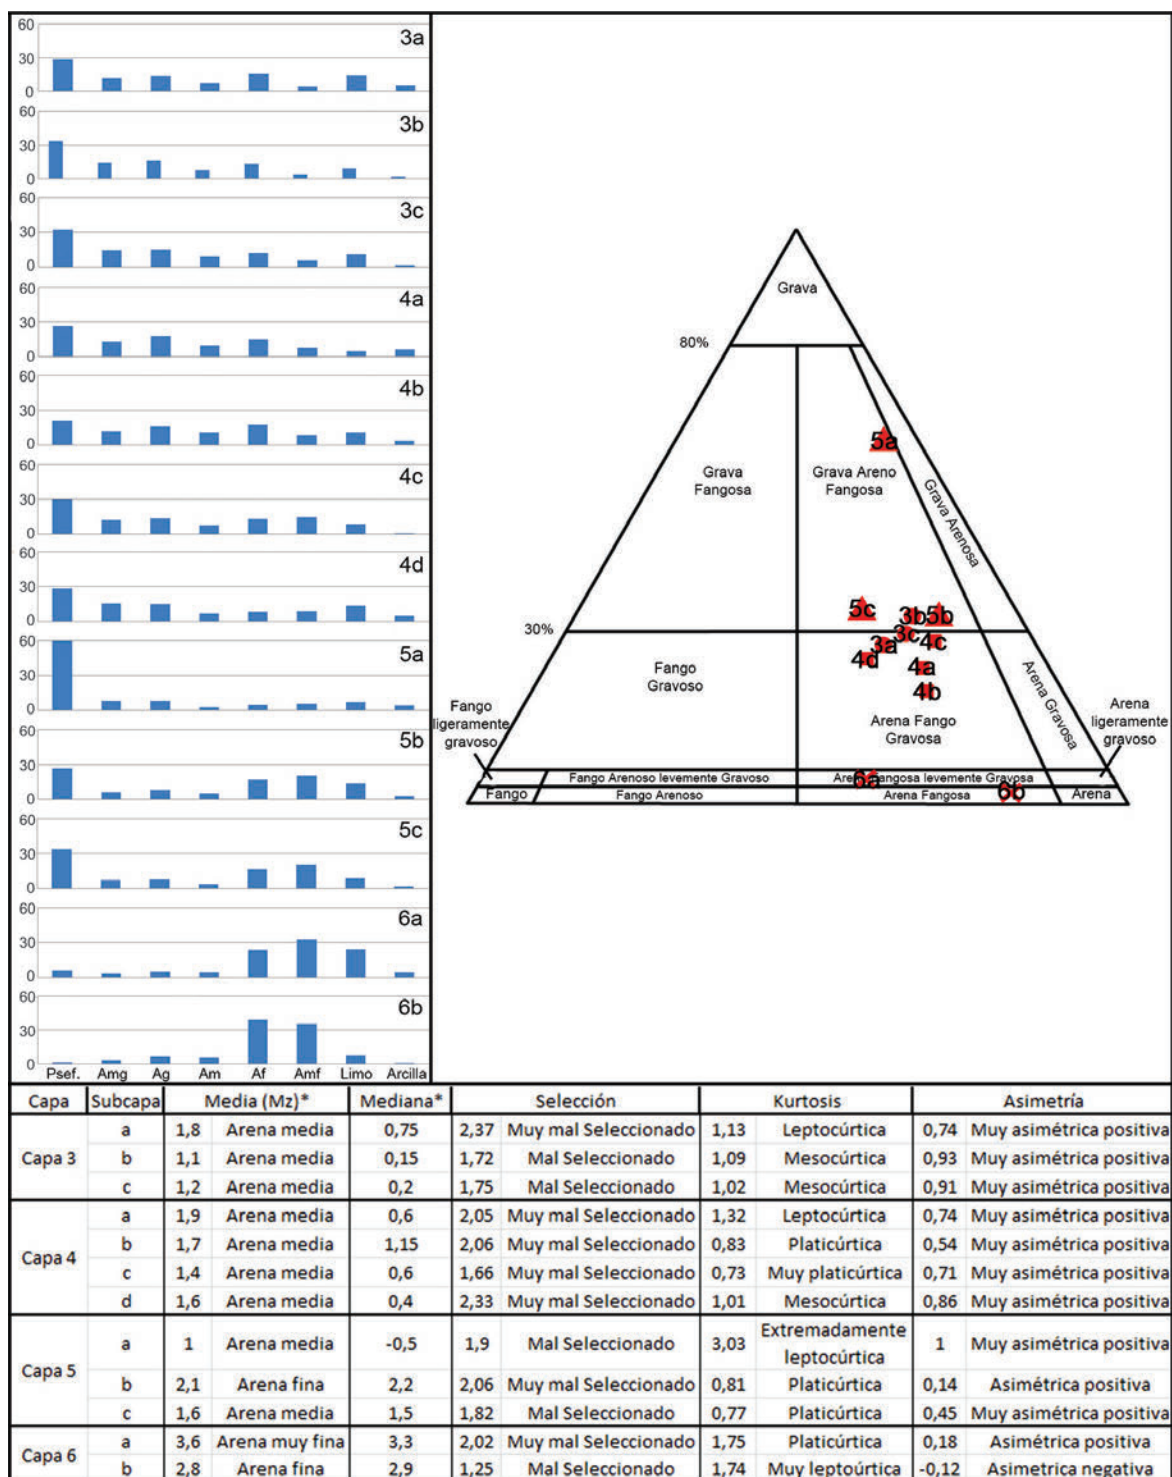 60
30
0
3a
60
30
0
3b
60
30
0
3c
60
30
0
4a
60
30
0
4b
60
30
0
4c
60
30
0
4d
60
30
0
5a
60
30
0
5b
60
30
0
5c
60
30
0
6a
60
30
0
6b
Psef. Amg Ag Am Af Amf Limo Arcilla
Grava
80%
5a
Grava
Fangosa
Grava Areno
Fangosa
Grava Arenosa
5c 3b 5b
30%
3c
3a 4c
4d 4a
4b
Fango
Gravoso
Arena Fango
Gravosa
Arena Gravosa
Fango
ligeramente
gravoso
Arena
ligeramente
gravoso
Fango Arenoso levemente Gravoso
Arena Fangosa levemente Gravosa
6a
Fango
Fango Arenoso
Arena Fangosa
6b
Arena
Capa Subcapa Media (Mz)* Mediana* Selección Kurtosis Asimetría
Capa 3
a 1,8 Arena media 0,75 2,37 Muy mal Seleccionado 1,13 Leptocúrtica 0,74 Muy asimétrica positiva
b 1,1 Arena media 0,15 1,72 Mal Seleccionado 1,09 Mesocúrtica 0,93 Muy asimétrica positiva
c 1,2 Arena media 0,2 1,75 Mal Seleccionado 1,02 Mesocúrtica 0,91 Muy asimétrica positiva
Capa 4
a 1,9 Arena media 0,6 2,05 Muy mal Seleccionado 1,32 Leptocúrtica 0,74 Muy asimétrica positiva
b 1,7 Arena media 1,15 2,06 Muy mal Seleccionado 0,83 Platicúrtica 0,54 Muy asimétrica positiva
c 1,4 Arena media 0,6 1,66 Muy mal Seleccionado 0,73 Muy platicúrtica 0,71 Muy asimétrica positiva
d 1,6 Arena media 0,4 2,33 Muy mal Seleccionado 1,01 Mesocúrtica 0,86 Muy asimétrica positiva
Capa 5
a 1 Arena media -0,5 1,9 Mal Seleccionado 3,03 Extremadamente
leptocúrtica 1 Muy asimétrica positiva
b 2,1 Arena fina 2,2 2,06 Muy mal Seleccionado 0,81 Platicúrtica 0,14 Asimétrica positiva
c 1,6 Arena media 1,5 1,82 Mal Seleccionado 0,77 Platicúrtica 0,45 Muy asimétrica positiva
Capa 6
a 3,6 Arena muy fina 3,3 2,02 Muy mal Seleccionado 1,75 Platicúrtica 0,18 Asimétrica positiva
b 2,8 Arena fina 2,9 1,25 Mal Seleccionado 1,74 Muy leptoúrtica -0,12 Asimetrica negativa